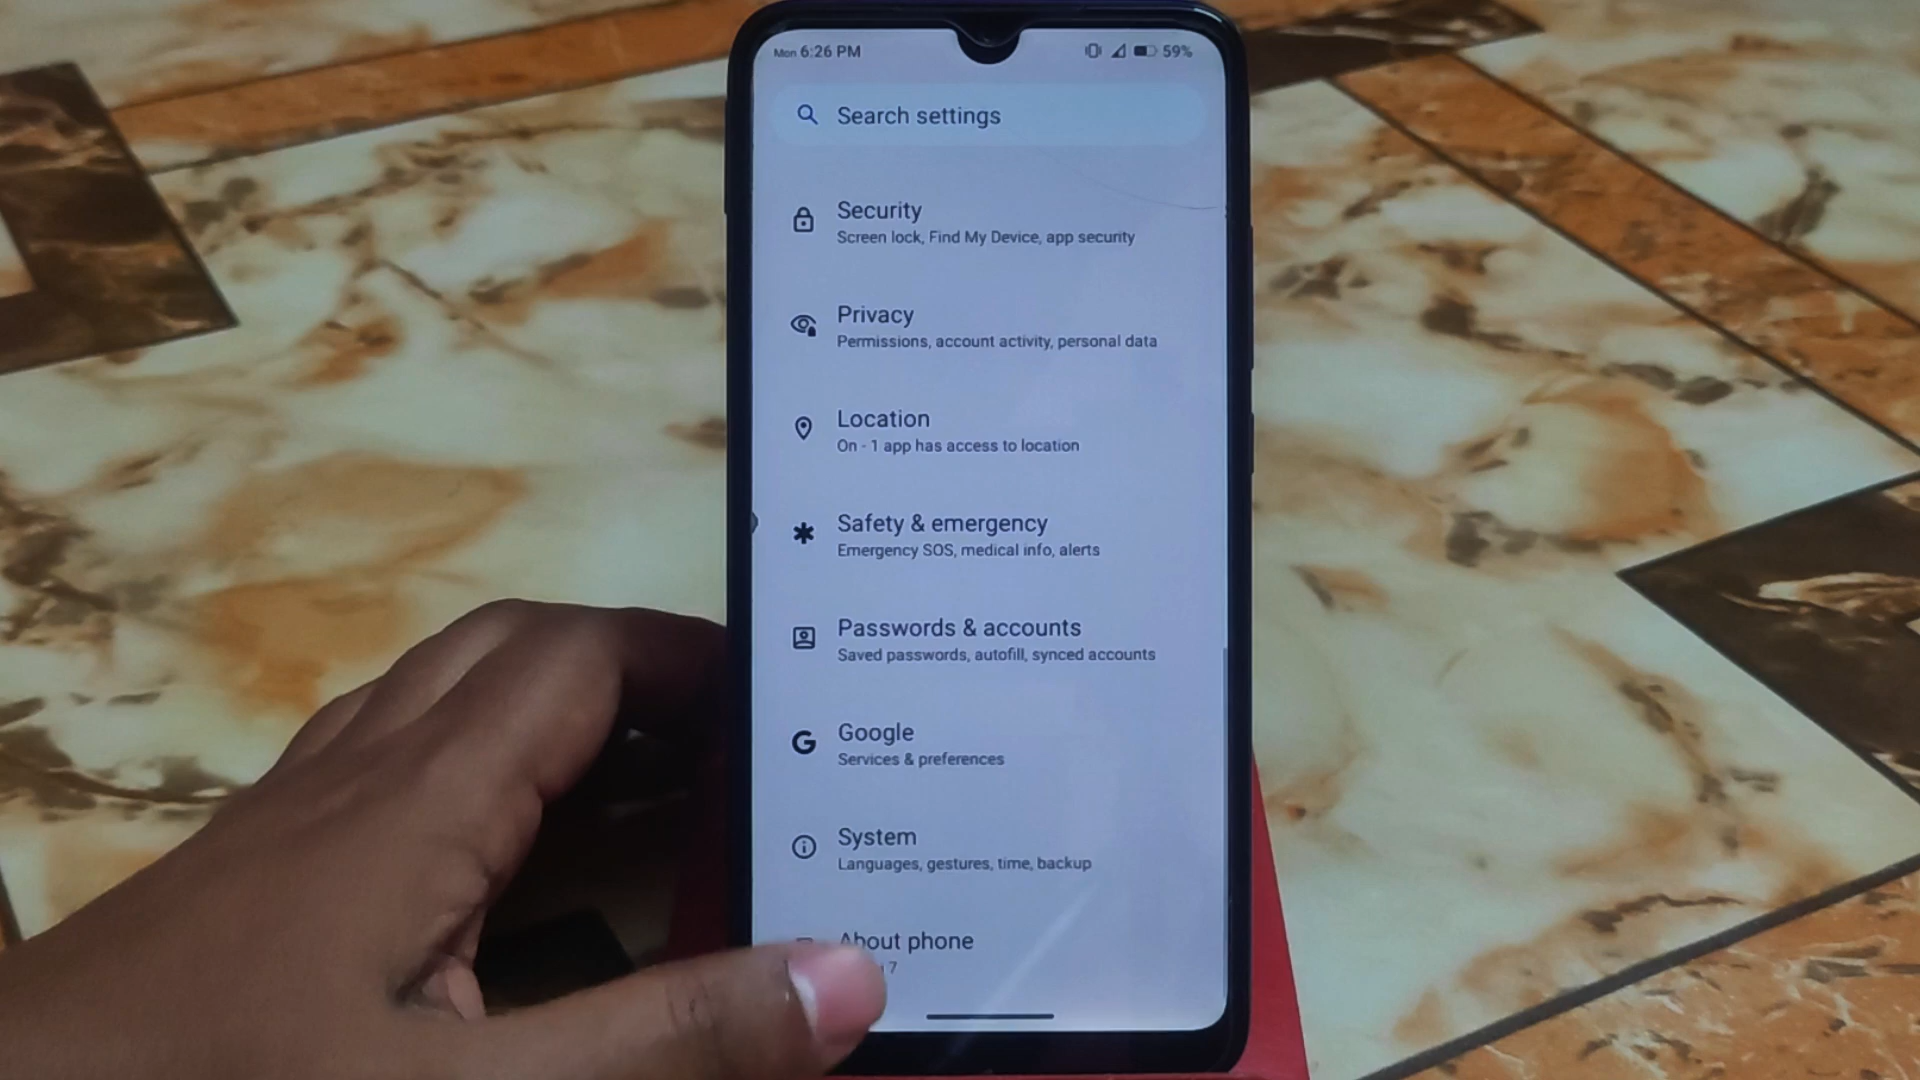 Mon 6:26 PM 59%
Search settings
Security
Screen lock, Find My Device, app security
Privacy
Permissions, account activity, personal data
Location
On - 1 app has access to location
Safety & emergency
Emergency SOS, medical info, alerts
Passwords & accounts
Saved passwords, autofill, synced accounts
Google
Services & preferences
System
Languages, gestures, time, backup
About phone
7